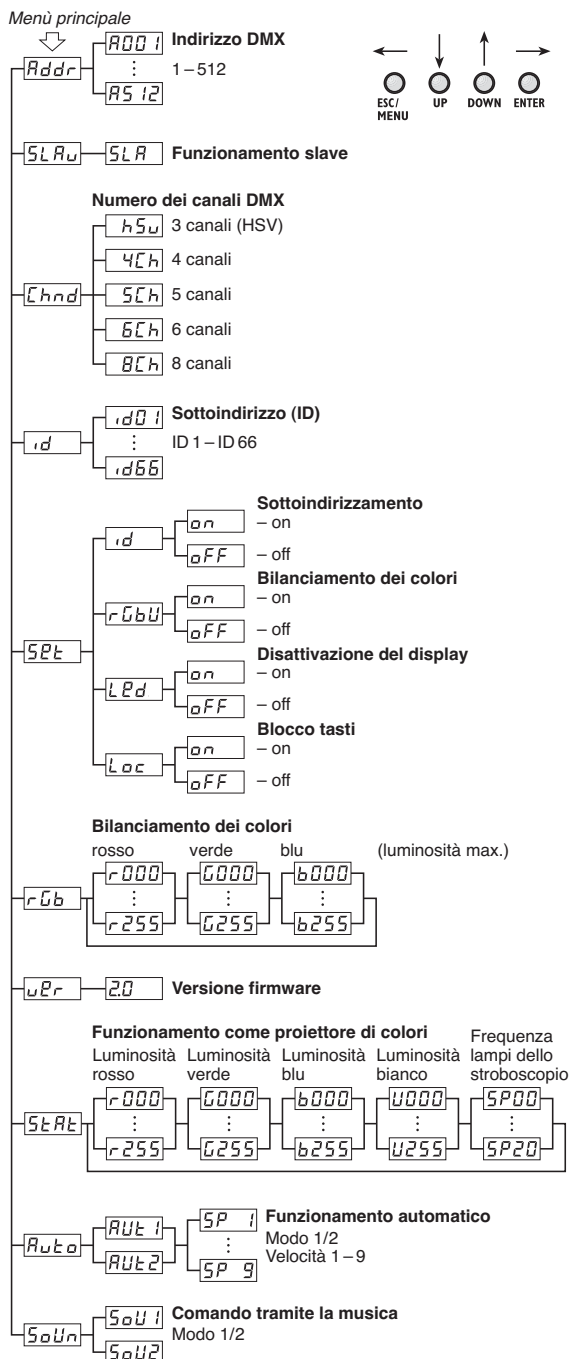 Menù principale
Addr
A001
Indirizzo DMX
⋮
1–512
A512
ESC/
MENU
UP
DOWN
ENTER
SLAv
SLA
Funzionamento slave
Numero dei canali DMX
Chnd
hSv
3 canali (HSV)
4Ch
4 canali
5Ch
5 canali
6Ch
6 canali
8Ch
8 canali
id
id01
Sottoindirizzo (ID)
⋮
ID 1–ID 66
id66
Set
Sottoindirizzamento
id
on
– on
oFF
– off
Bilanciamento dei colori
rGbU
on
– on
oFF
– off
Disattivazione del display
Led
on
– on
oFF
– off
Blocco tasti
Loc
on
– on
oFF
– off
Bilanciamento dei colori
rosso verde blu (luminosità max.)
rGb
r000 G000 b000
⋮ ⋮ ⋮
r255 G255 b255
ver
2.0
Versione firmware
Funzionamento come proiettore di colori
Luminosità rosso
Luminosità verde
Luminosità blu
Luminosità bianco
Frequenza lampi dello stroboscopio
StAt
r000 G000 b000 U000 SP00
⋮ ⋮ ⋮ ⋮ ⋮
r255 G255 b255 U255 SP20
Auto
AUt1
AUt2
SP 1
⋮
SP 9
Funzionamento automatico
Modo 1/2
Velocità 1–9
SoUn
SoU1
SoU2
Comando tramite la musica
Modo 1/2